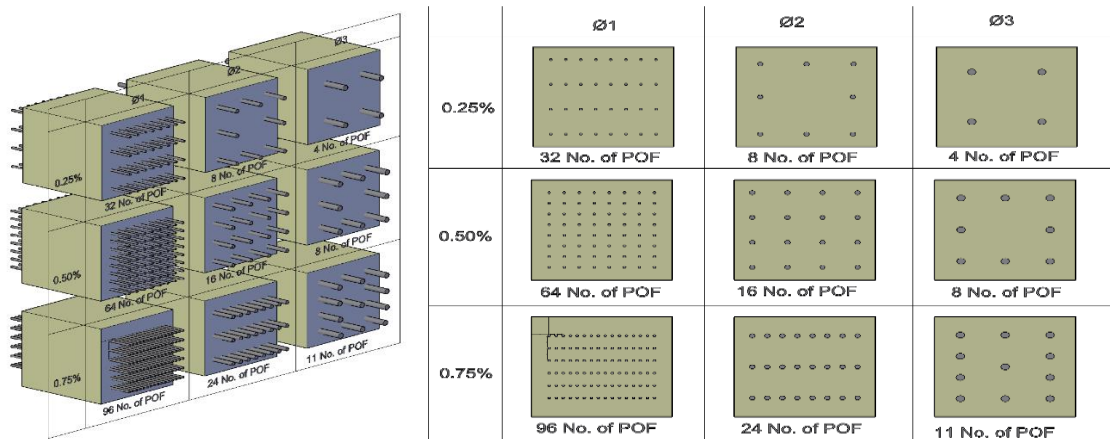 Ø3
Ø2
Ø1
4 No. of POF
8 No. of POF
0.25%
32 No. of POF
8 No. of POF
16 No. of POF
0.50%
64 No. of POF
11 No. of POF
24 No. of POF
0.75%
96 No. of POF
Ø1 Ø2 Ø3
0.25%
32 No. of POF 8 No. of POF 4 No. of POF
0.50%
64 No. of POF 16 No. of POF 8 No. of POF
0.75%
96 No. of POF 24 No. of POF 11 No. of POF